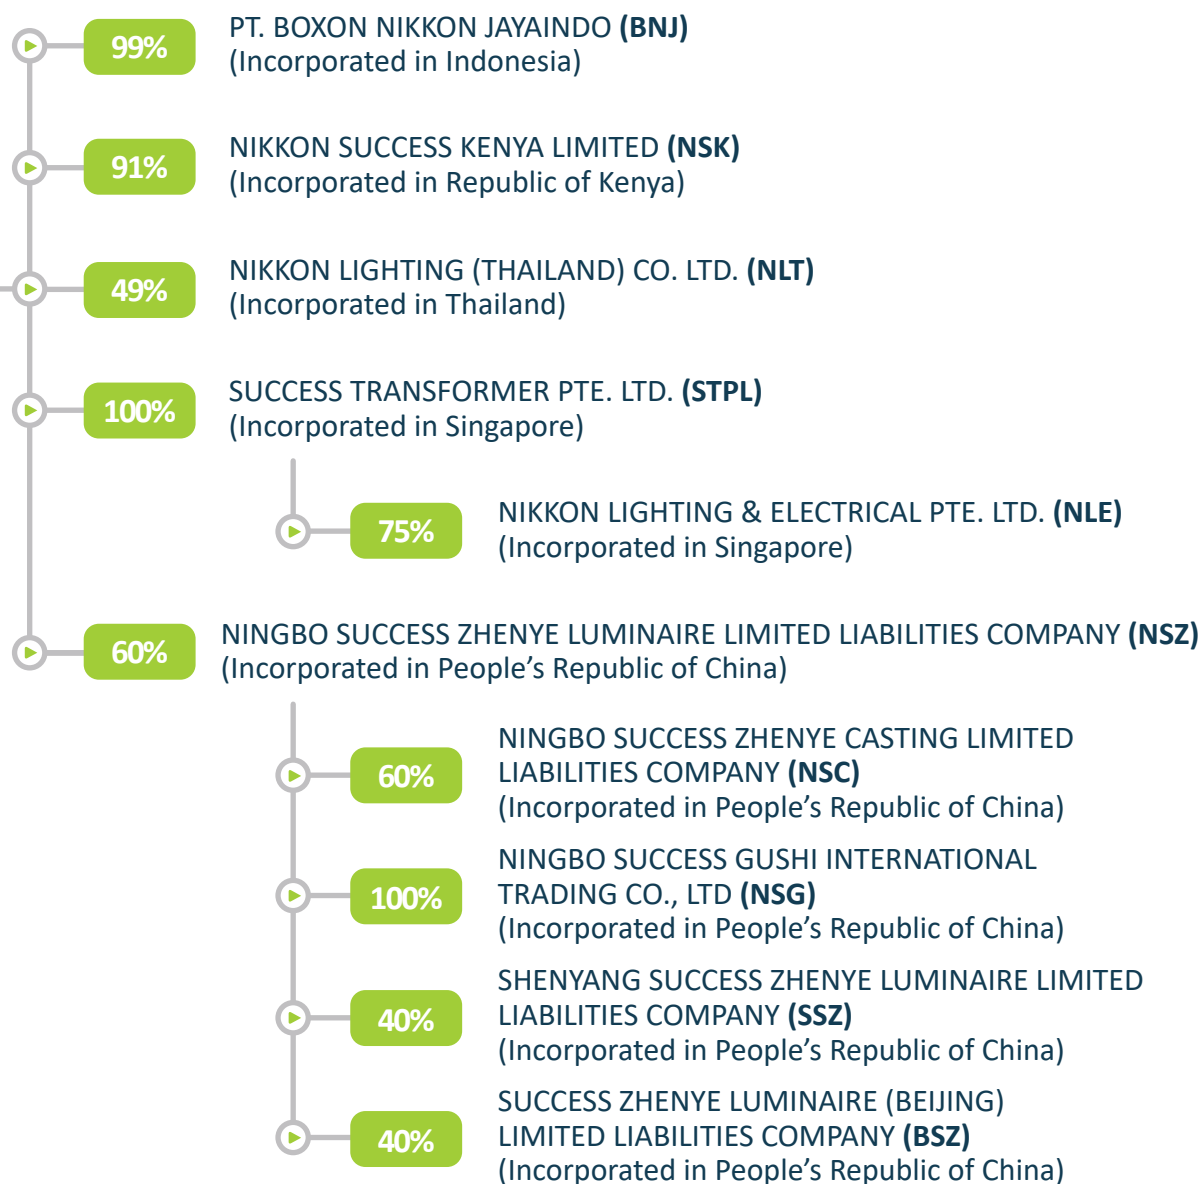 99%
PT. BOXON NIKKON JAYAINDO (BNJ)
(Incorporated in Indonesia)
91%
NIKKON SUCCESS KENYA LIMITED (NSK)
(Incorporated in Republic of Kenya)
49%
NIKKON LIGHTING (THAILAND) CO. LTD. (NLT)
(Incorporated in Thailand)
100%
SUCCESS TRANSFORMER PTE. LTD. (STPL)
(Incorporated in Singapore)
75%
NIKKON LIGHTING & ELECTRICAL PTE. LTD. (NLE)
(Incorporated in Singapore)
60%
NINGBO SUCCESS ZHENYE LUMINAIRE LIMITED LIABILITIES COMPANY (NSZ)
(Incorporated in People’s Republic of China)
60%
NINGBO SUCCESS ZHENYE CASTING LIMITED
LIABILITIES COMPANY (NSC)
(Incorporated in People’s Republic of China)
100%
NINGBO SUCCESS GUSHI INTERNATIONAL
TRADING CO., LTD (NSG)
(Incorporated in People’s Republic of China)
40%
SHENYANG SUCCESS ZHENYE LUMINAIRE LIMITED
LIABILITIES COMPANY (SSZ)
(Incorporated in People’s Republic of China)
40%
SUCCESS ZHENYE LUMINAIRE (BEIJING)
LIMITED LIABILITIES COMPANY (BSZ)
(Incorporated in People’s Republic of China)